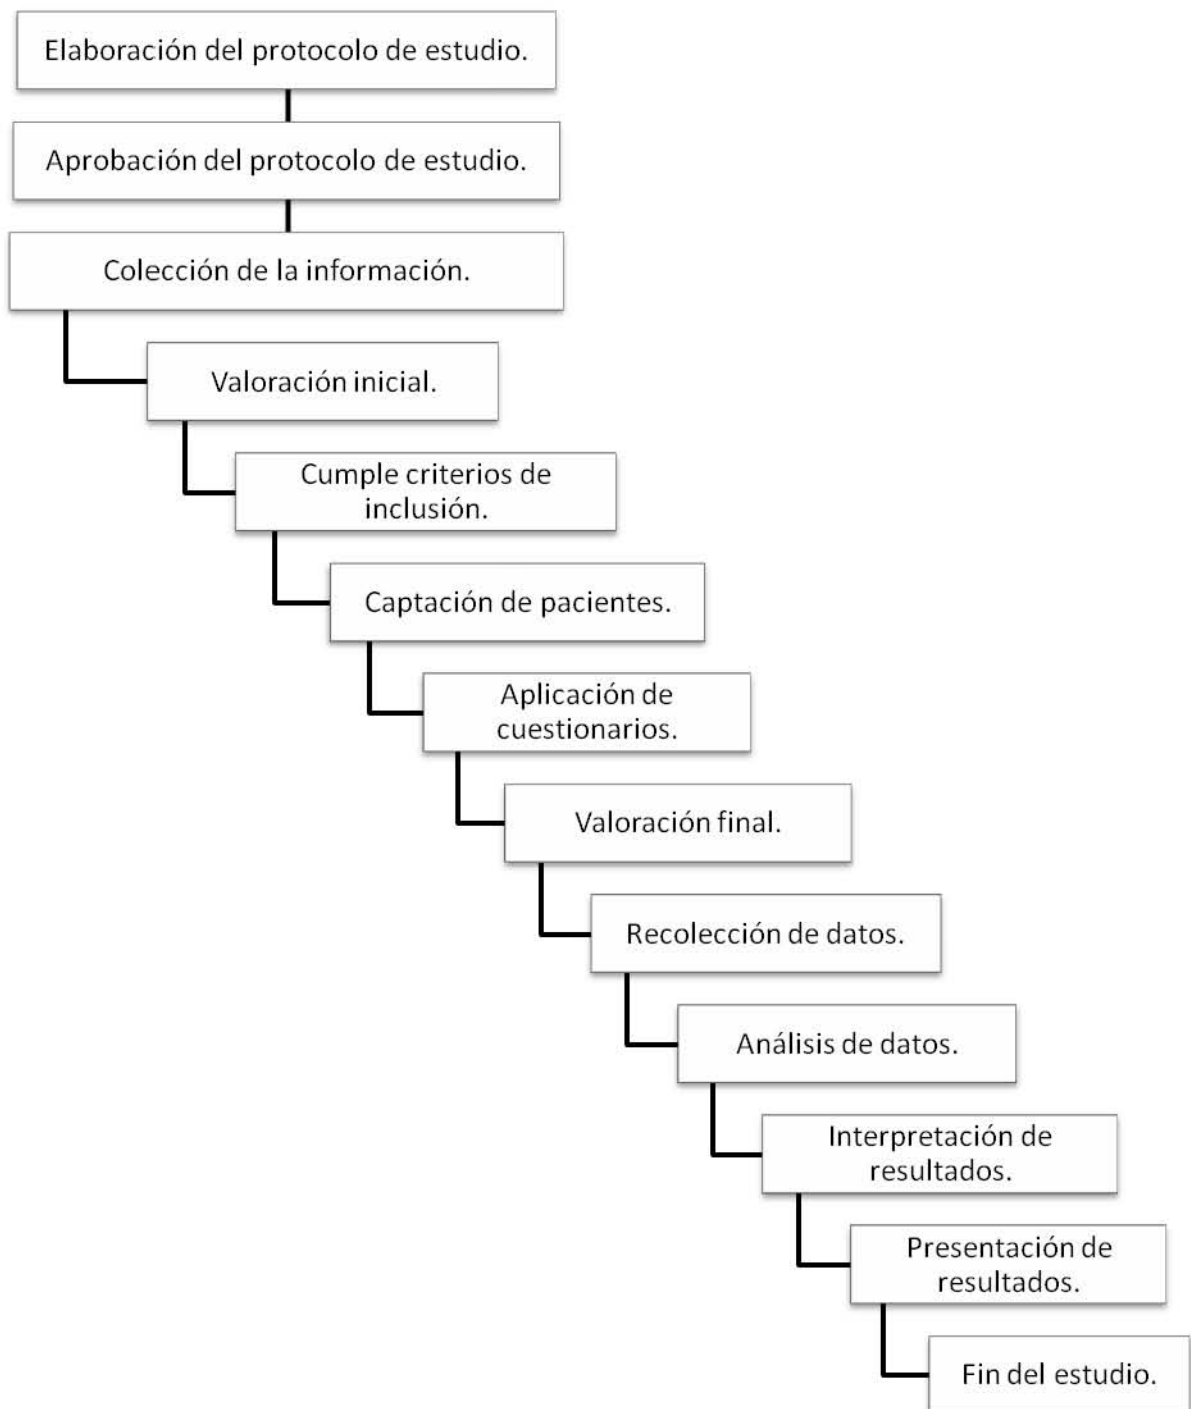 Elaboración del protocolo de estudio.
Aprobación del protocolo de estudio.
Colección de la información.
Valoración inicial.
Cumple criterios de
inclusión.
Captación de pacientes.
Aplicación de
cuestionarios.
Valoración final.
Recolección de datos.
Análisis de datos.
Interpretación de
resultados.
Presentación de
resultados.
Fin del estudio.